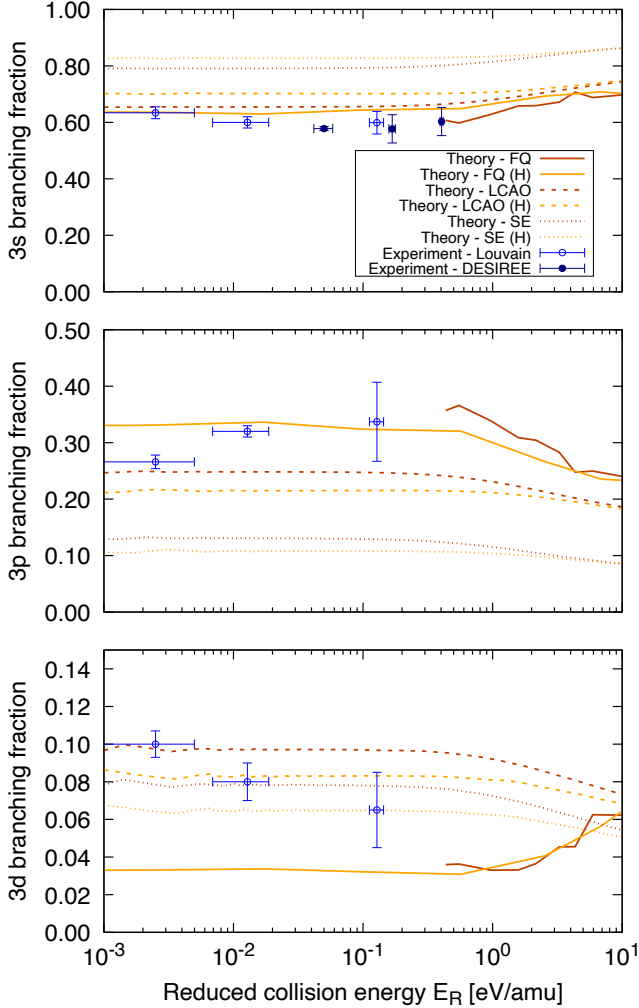 3s branching fraction
1.00
0.80
0.60
0.40
0.20
0.00
Theory - FQ
Theory - FQ (H)
Theory - LCAO
Theory - LCAO (H)
Theory - SE
Theory - SE (H)
Experiment - Louvain
Experiment - DESIREE
3p branching fraction
0.50
0.40
0.30
0.20
0.10
0.00
3d branching fraction
0.14
0.12
0.10
0.08
0.06
0.04
0.02
0.00
10⁻³ 10⁻² 10⁻¹ 10⁰ 10¹
Reduced collision energy E_R [eV/amu]